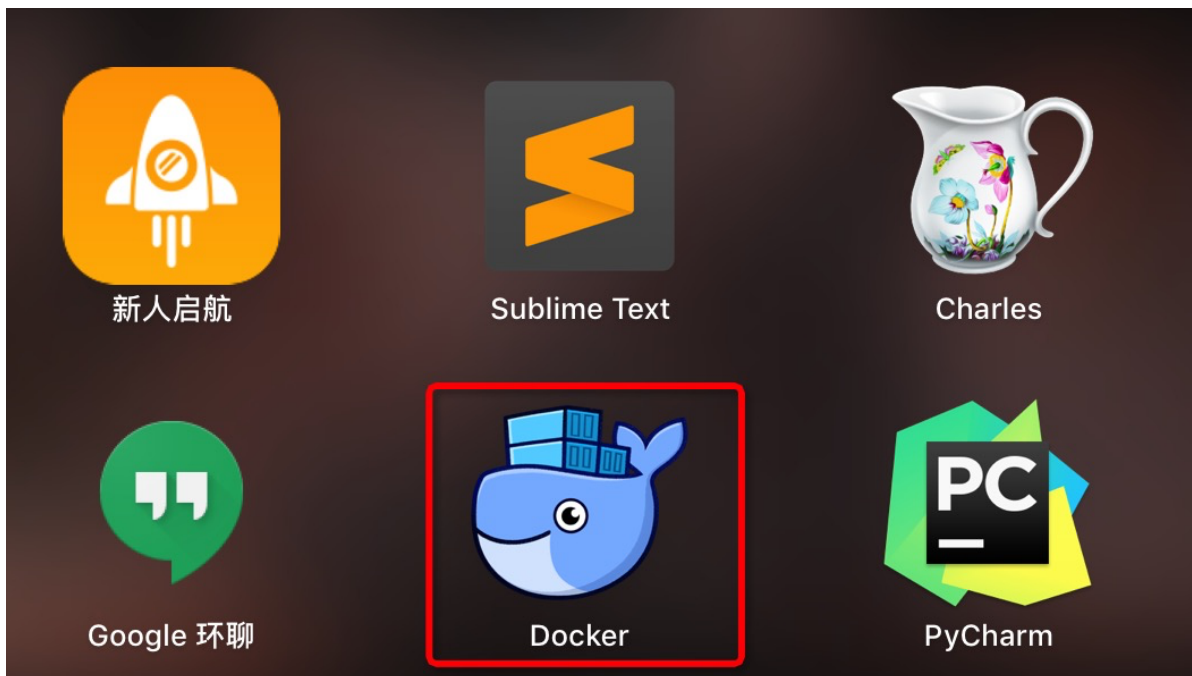 新人启航
Sublime Text
Charles
PC
Google 环聊
Docker
PyCharm